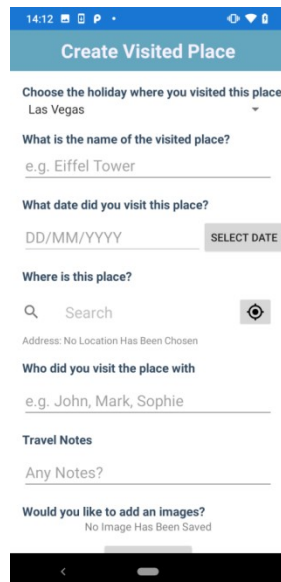 14:12
Create Visited Place
Choose the holiday where you visited this place
Las Vegas
What is the name of the visited place?
e.g. Eiffel Tower
What date did you visit this place?
DD/MM/YYYY
SELECT DATE
Where is this place?
Search
Address: No Location Has Been Chosen
Who did you visit the place with
e.g. John, Mark, Sophie
Travel Notes
Any Notes?
Would you like to add an images?
No Image Has Been Saved